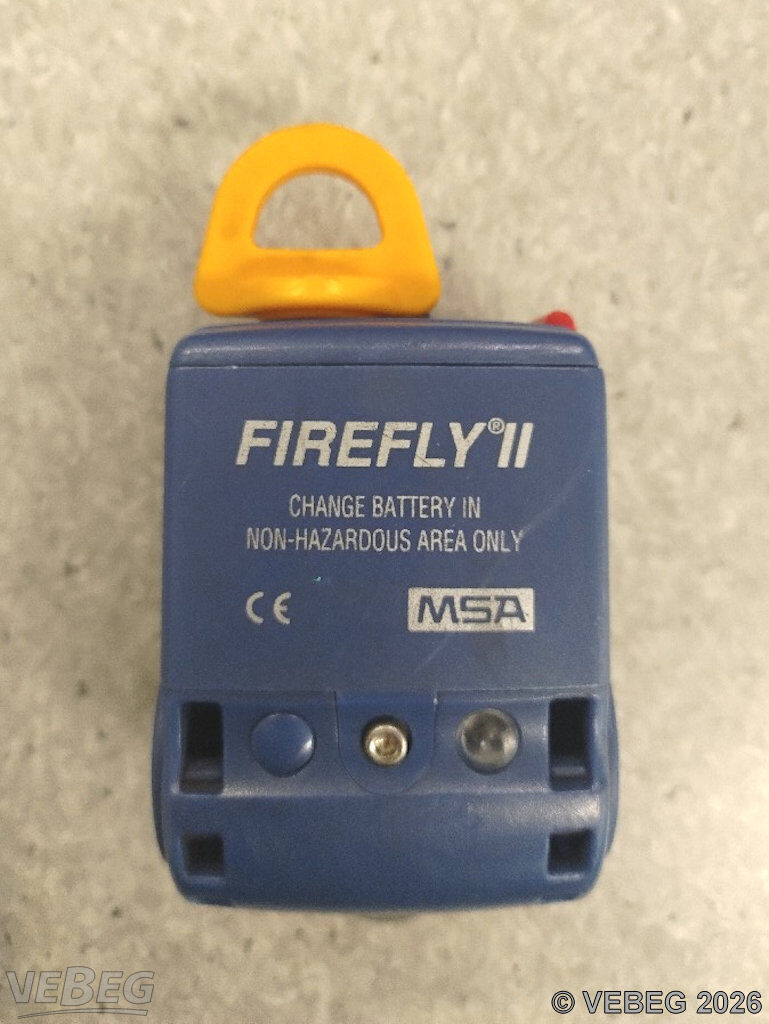 FIREFLY® II
CHANGE BATTERY IN
NON-HAZARDOUS AREA ONLY
CE MSA
VEBEG
© VEBEG 2026